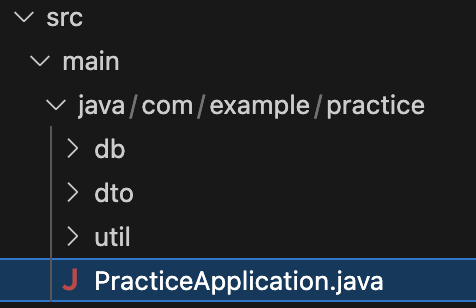 src
main
java/com/example/practice
db
dto
util
J PracticeApplication.java